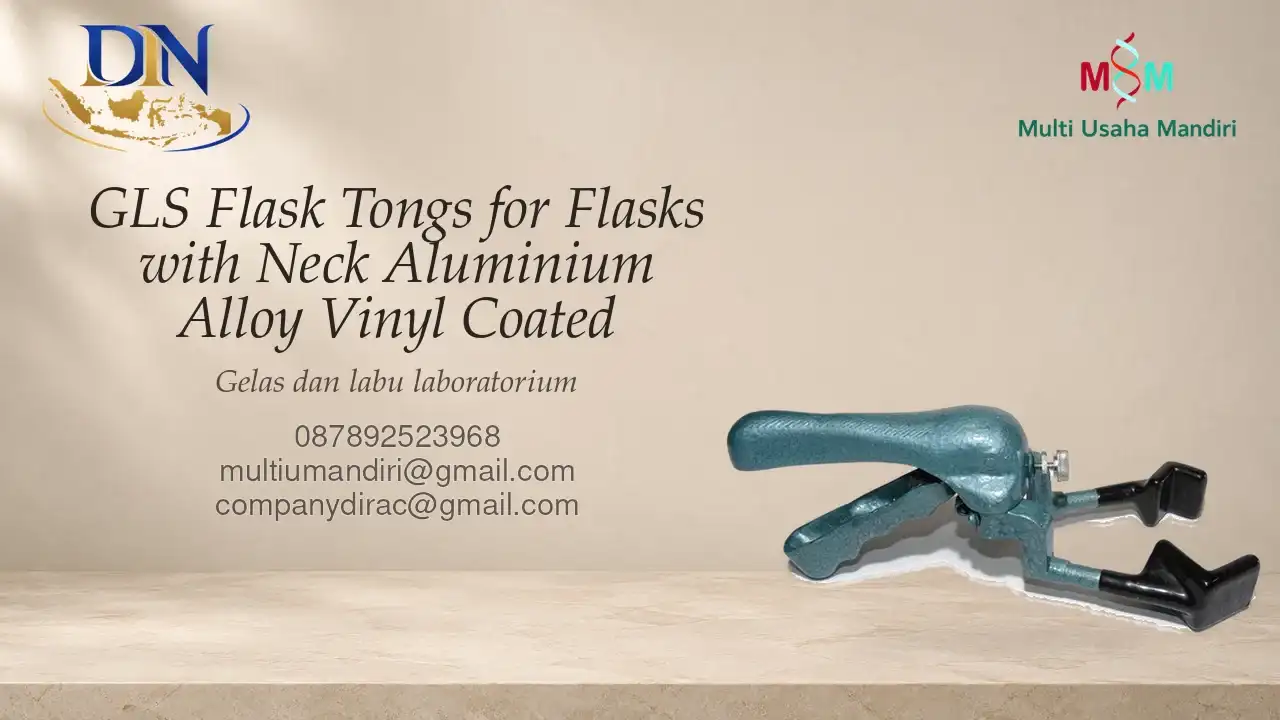 DN
M M
Multi Usaha Mandiri
GLS Flask Tongs for Flasks
with Neck Aluminium
Alloy Vinyl Coated
Gelas dan labu laboratorium
087892523968
multiumandiri@gmail.com
companydirac@gmail.com